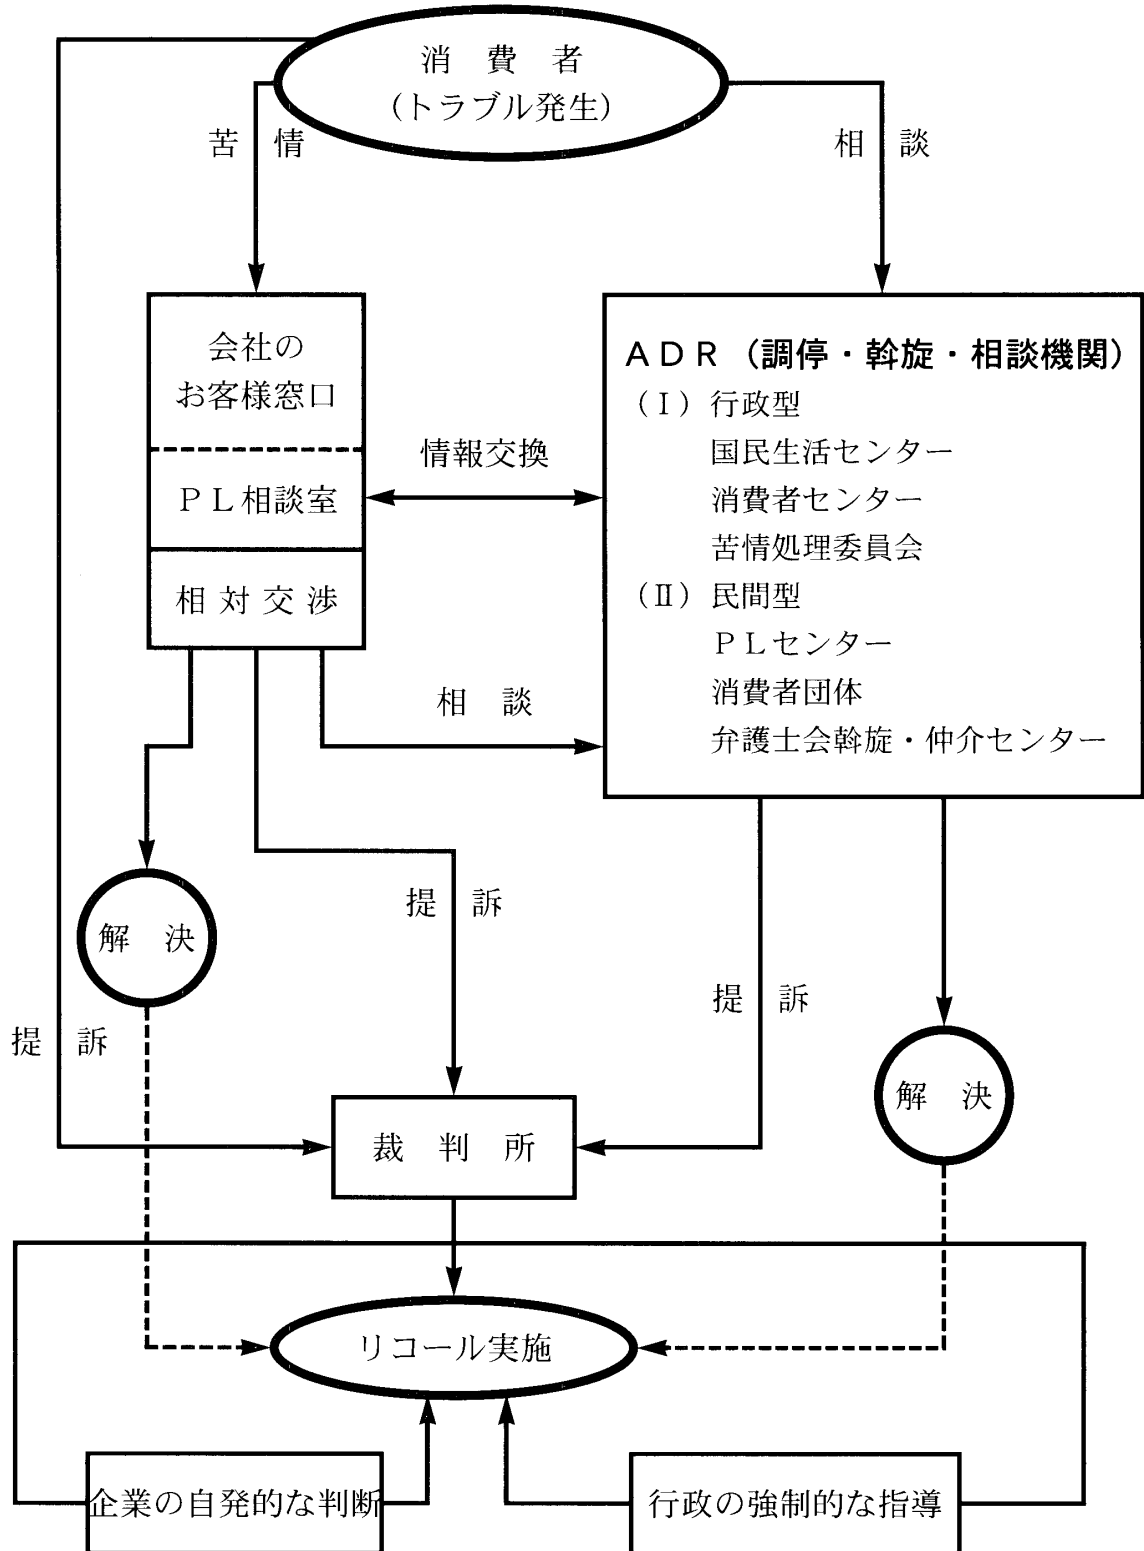 消費者
（トラブル発生）
苦情
相談
会社の
お客様窓口
PL相談室
相対交渉
情報交換
ADR（調停・斡旋・相談機関）
（Ⅰ）行政型
国民生活センター
消費者センター
苦情処理委員会
（Ⅱ）民間型
PLセンター
消費者団体
弁護士会斡旋・仲介センター
相談
提訴
解決
提訴
提訴
解決
裁判所
リコール実施
企業の自発的な判断
行政の強制的な指導